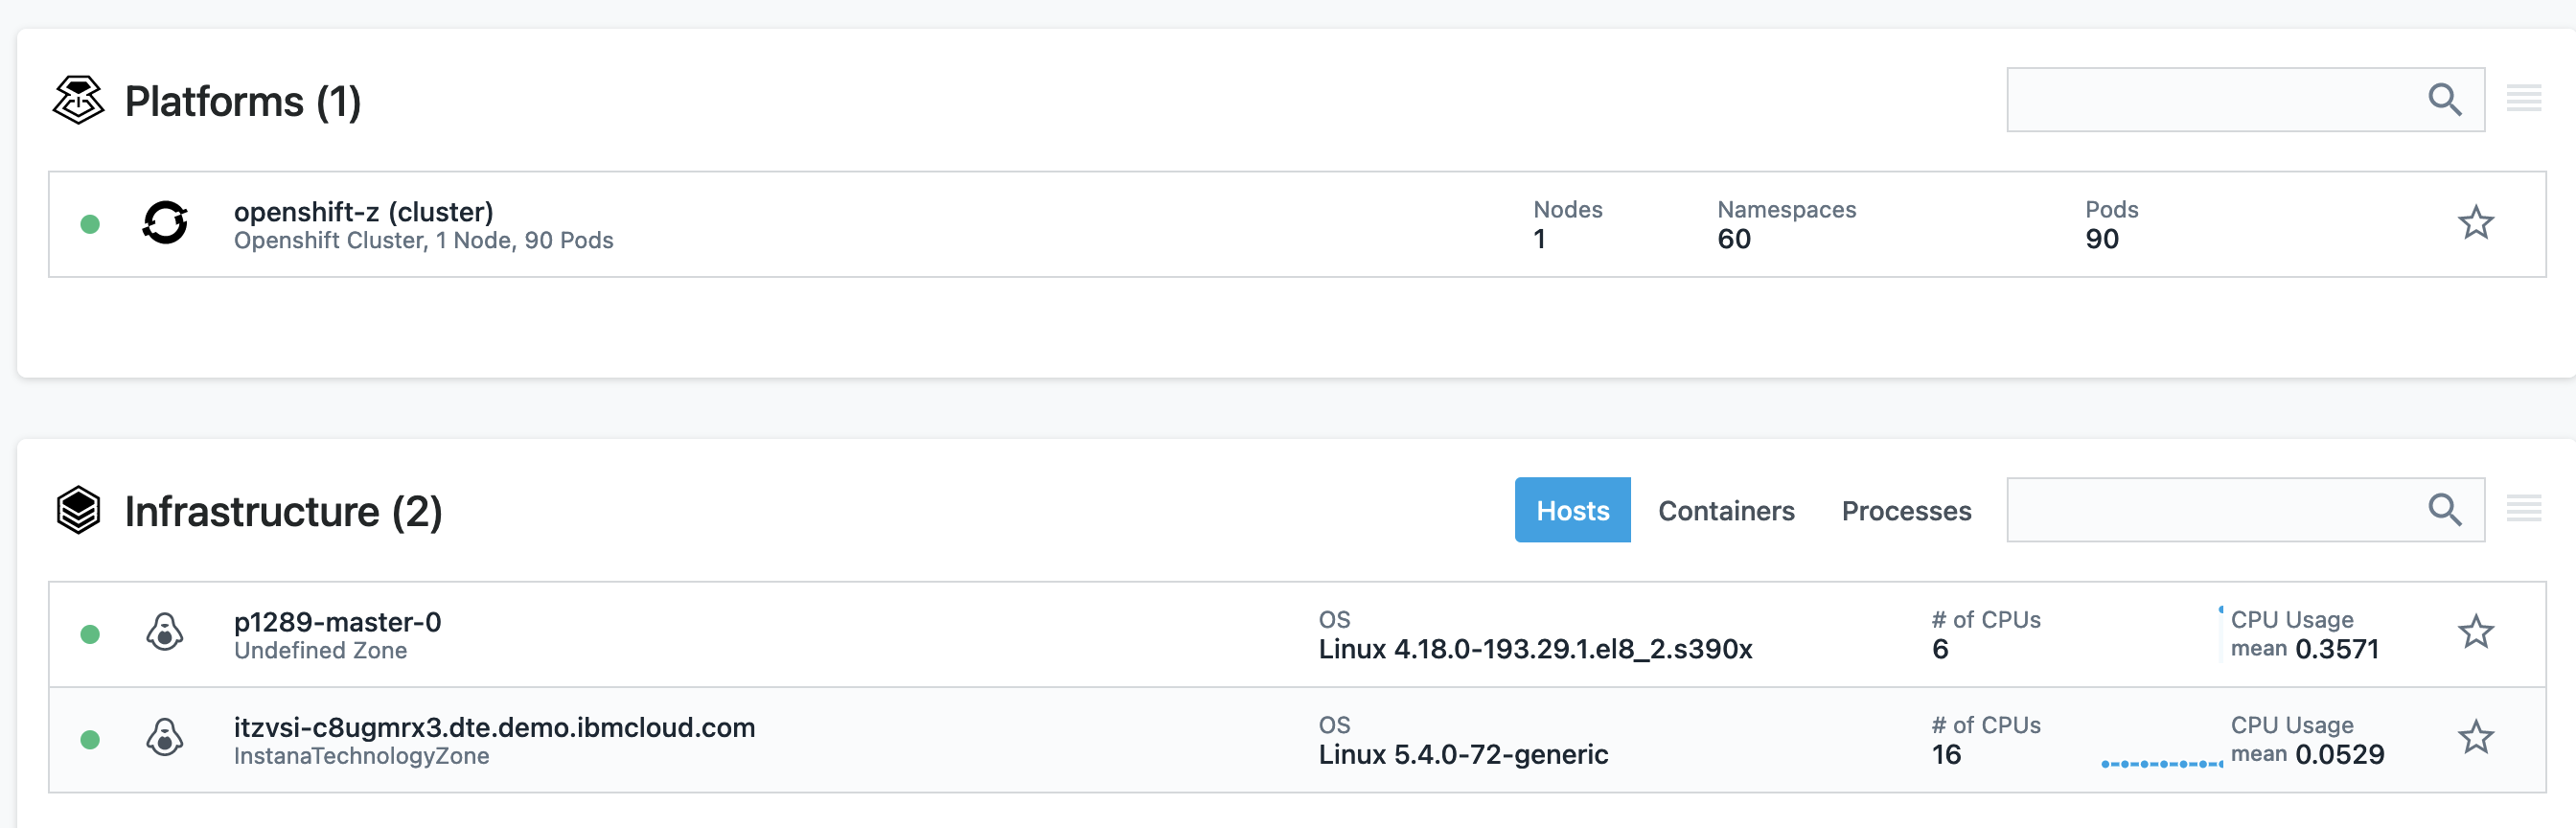 Platforms (1)
openshift-z (cluster)
Openshift Cluster, 1 Node, 90 Pods
Nodes
1
Namespaces
60
Pods
90
Infrastructure (2)
Hosts
Containers
Processes
p1289-master-0
Undefined Zone
OS
Linux 4.18.0-193.29.1.el8_2.s390x
# of CPUs
6
CPU Usage
mean 0.3571
itzvsi-c8ugmrx3.dte.demo.ibmcloud.com
InstanaTechnologyZone
OS
Linux 5.4.0-72-generic
# of CPUs
16
CPU Usage
mean 0.0529